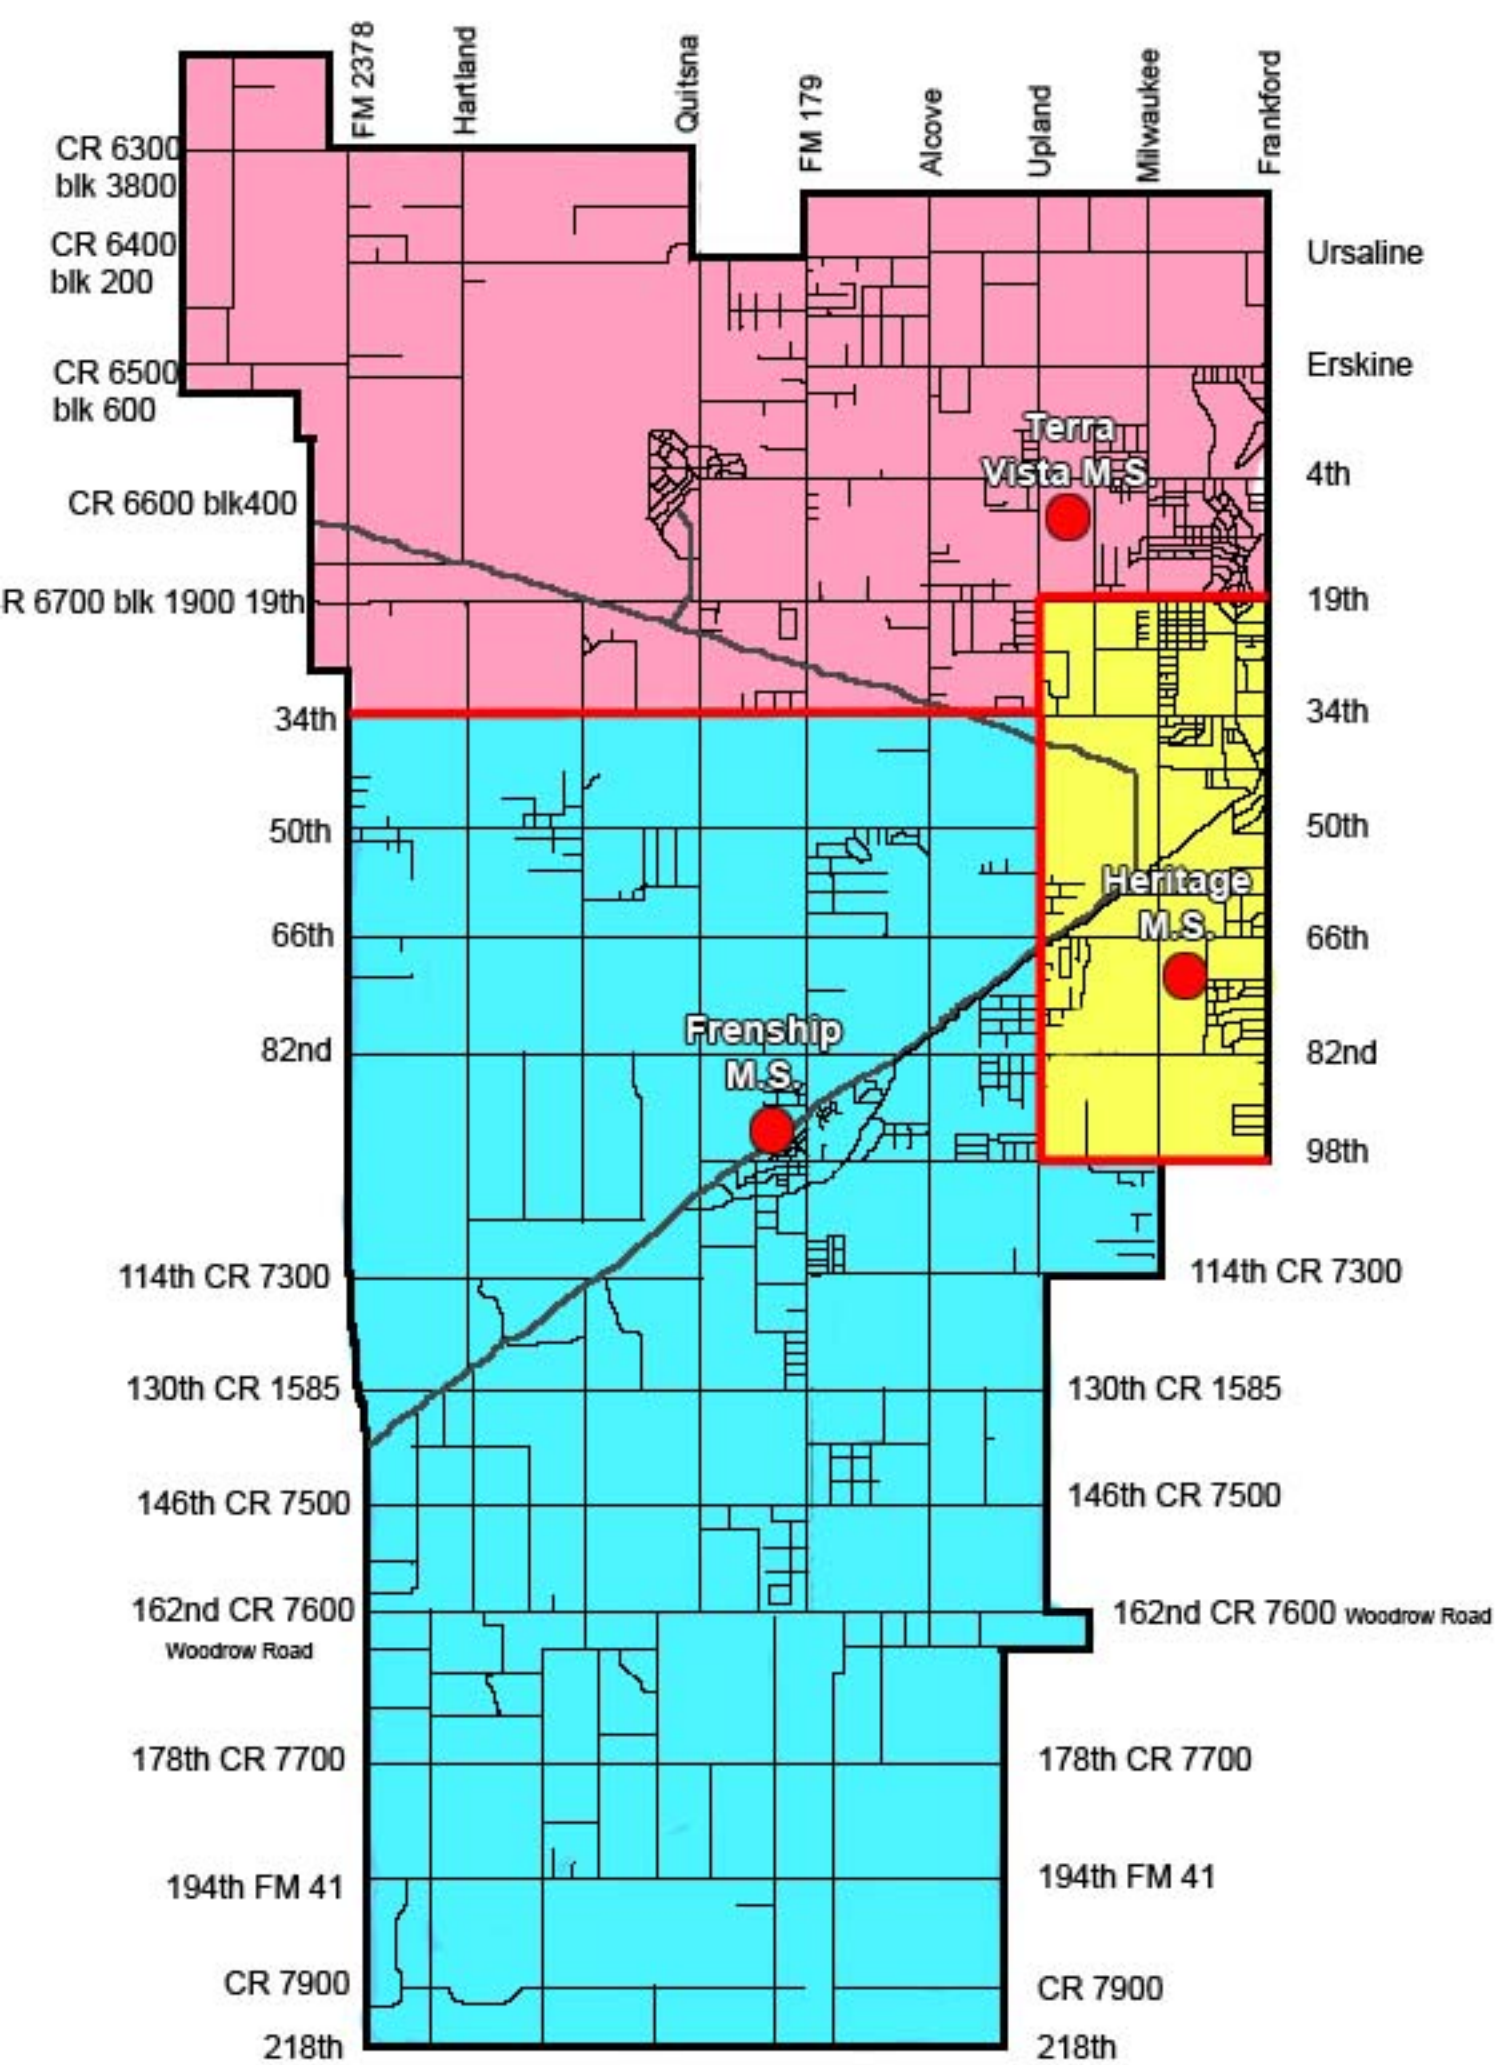 FM 2378
Hartland
Quitsna
FM 179
Alcove
Upland
Milwaukee
Frankford
CR 6300
blk 3800
CR 6400
blk 200
Ursaline
CR 6500
blk 600
Erskine
Terra
Vista M.S.
4th
CR 6600 blk400
R 6700 blk 1900 19th
19th
34th
34th
50th
50th
Heritage
M.S.
66th
66th
Frenship
M.S.
82nd
82nd
98th
114th CR 7300
114th CR 7300
130th CR 1585
130th CR 1585
146th CR 7500
146th CR 7500
162nd CR 7600
Woodrow Road
162nd CR 7600 Woodrow Road
178th CR 7700
178th CR 7700
194th FM 41
194th FM 41
CR 7900
CR 7900
218th
218th